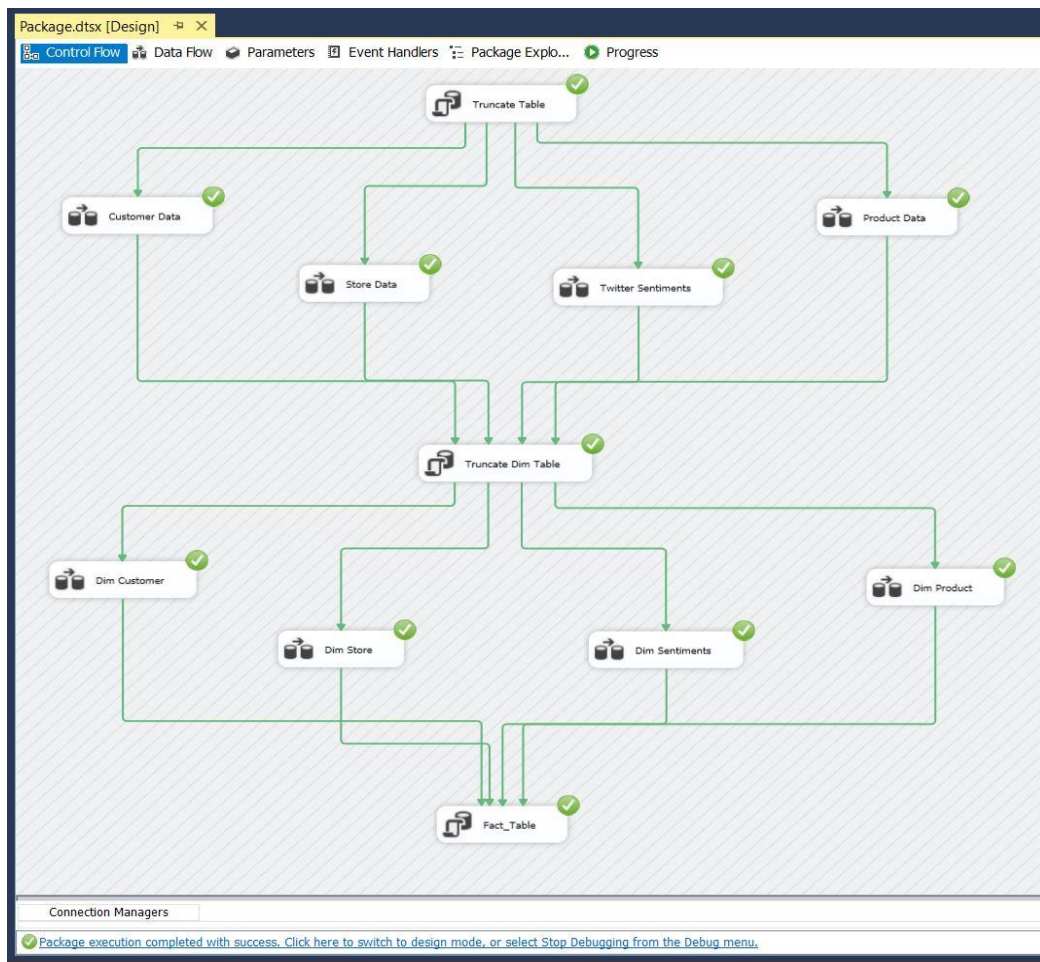 Package.dtsx [Design]
Control Flow Data Flow Parameters Event Handlers Package Explo... Progress
Truncate Table
Customer Data
Product Data
Store Data
Twitter Sentiments
Truncate Dim Table
Dim Customer
Dim Product
Dim Store
Dim Sentiments
Fact_Table
Connection Managers
Package execution completed with success. Click here to switch to design mode, or select Stop Debugging from the Debug menu.